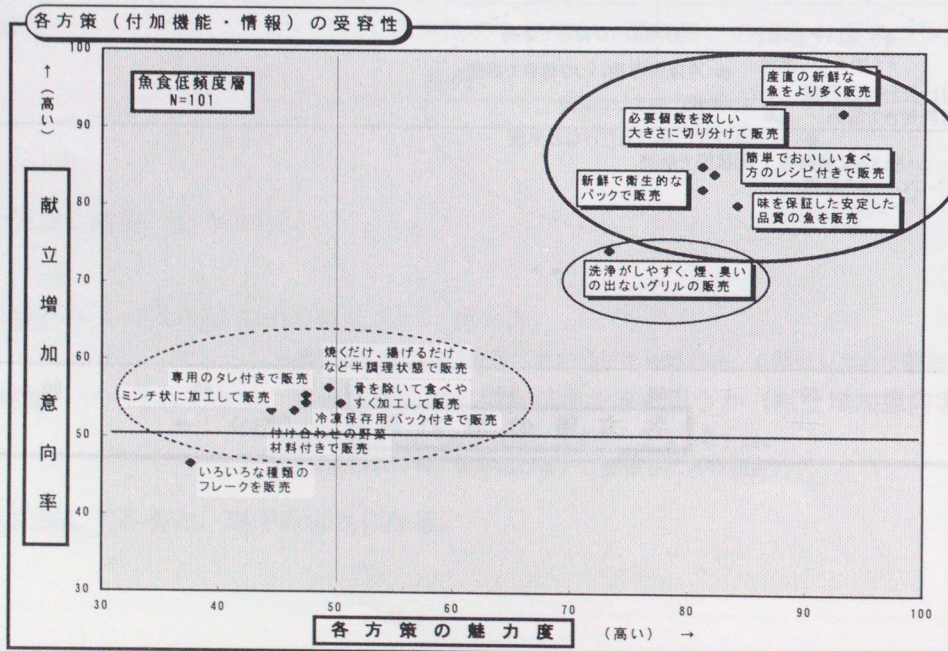 各方策（付加機能・情報）の受容性
魚食低頻度層
N=101
↑
（高い）
献立増加意向率
100
90
80
70
60
50
40
30
産直の新鮮な
魚をより多く販売
必要個数を欲しい
大きさに切り分けて販売
簡単でおいしい食べ
方のレシピ付きで販売
新鮮で衛生的な
パックで販売
味を保証した安定した
品質の魚を販売
洗浄がしやすく、煙、臭い
の出ないグリルの販売
焼くだけ、揚げるだけ
など半調理状態で販売
専用のタレ付きで販売
骨を除いて食べや
すく加工して販売
ミンチ状に加工して販売
冷凍保存用パック付きで販売
付け合わせの野菜
材料付きで販売
いろいろな種類の
フレークを販売
30
40
50
60
70
80
90
100
各方策の魅力度
（高い） →